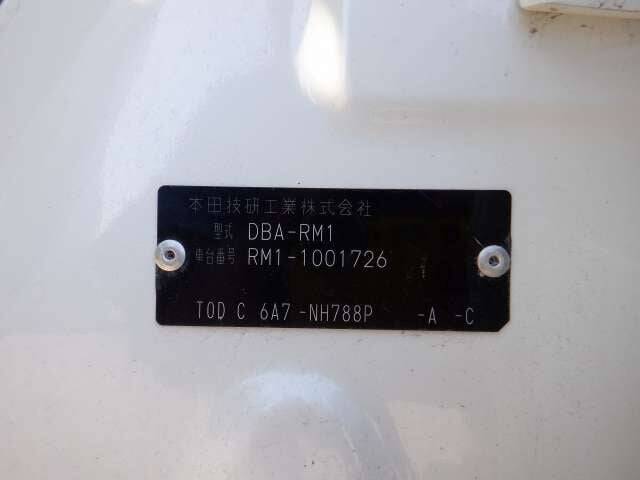 本田技研工業株式会社
型式 DBA-RM1
車台番号 RM1-1001726
TOD C 6A7 -NH788P -A -C